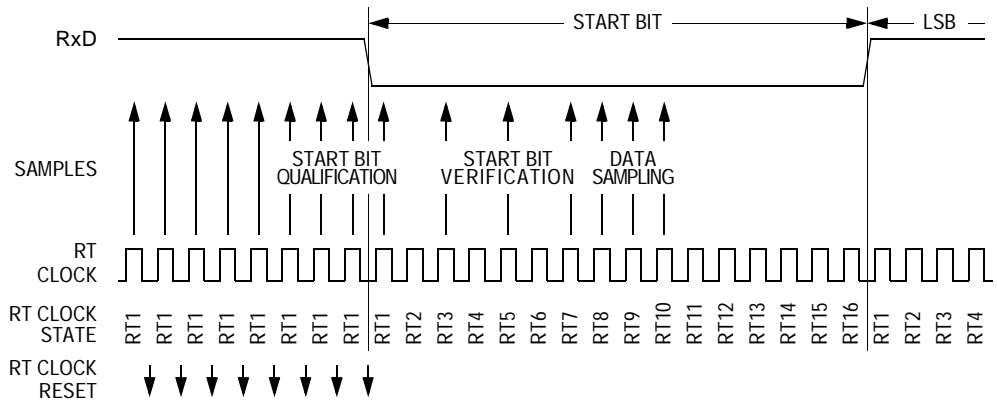 START BIT
LSB
RxD
SAMPLES
START BIT QUALIFICATION
START BIT VERIFICATION
DATA SAMPLING
RT CLOCK
RT CLOCK STATE
RT1 RT1 RT1 RT1 RT1 RT1 RT1 RT1 RT1 RT2 RT3 RT4 RT5 RT6 RT7 RT8 RT9 RT10 RT11 RT12 RT13 RT14 RT15 RT16 RT1 RT2 RT3 RT4
RT CLOCK RESET